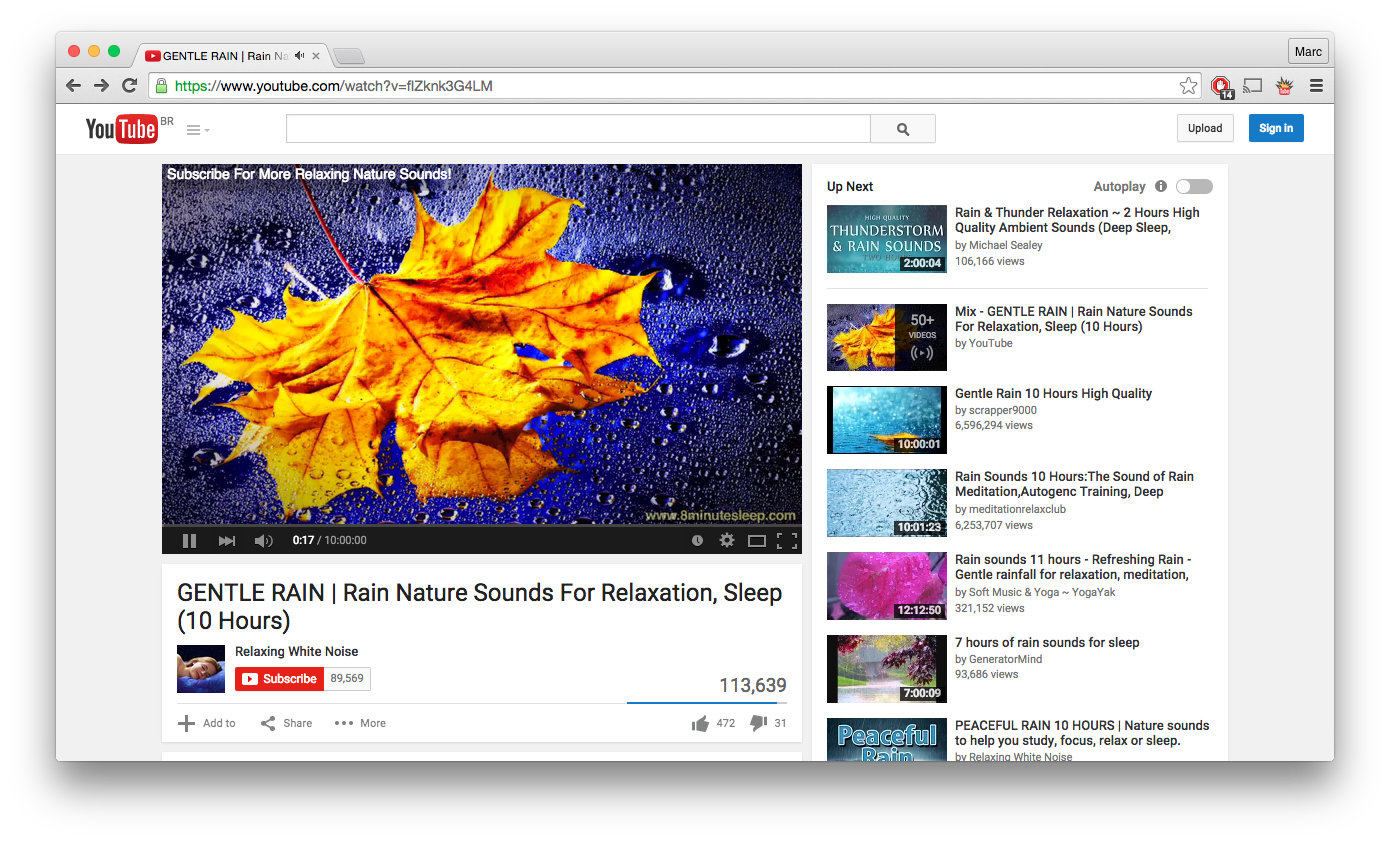 GENTLE RAIN | Rain Na
Marc
https://www.youtube.com/watch?v=flZknk3G4LM
14
YouTube BR
Upload
Sign in
Subscribe For More Relaxing Nature Sounds!
www.8minutesleep.com
0:17 / 10:00:00
GENTLE RAIN | Rain Nature Sounds For Relaxation, Sleep
(10 Hours)
Relaxing White Noise
Subscribe 89,569
113,639
Add to
Share
More
472
31
Up Next
Autoplay
HIGH QUALITY
THUNDERSTORM
& RAIN SOUNDS
2:00:04
Rain & Thunder Relaxation ~ 2 Hours High
Quality Ambient Sounds (Deep Sleep,
by Michael Sealey
106,166 views
50+
VIDEOS
Mix - GENTLE RAIN | Rain Nature Sounds
For Relaxation, Sleep (10 Hours)
by YouTube
10:00:01
Gentle Rain 10 Hours High Quality
by scrapper9000
6,596,294 views
10:01:23
Rain Sounds 10 Hours:The Sound of Rain
Meditation,Autogenc Training, Deep
by meditationrelaxclub
6,253,707 views
12:12:50
Rain sounds 11 hours - Refreshing Rain -
Gentle rainfall for relaxation, meditation,
by Soft Music & Yoga ~ YogaYak
321,152 views
7:00:09
7 hours of rain sounds for sleep
by GeneratorMind
93,686 views
Peaceful
Rain
PEACEFUL RAIN 10 HOURS | Nature sounds
to help you study, focus, relax or sleep.
by Relaxing White Noise